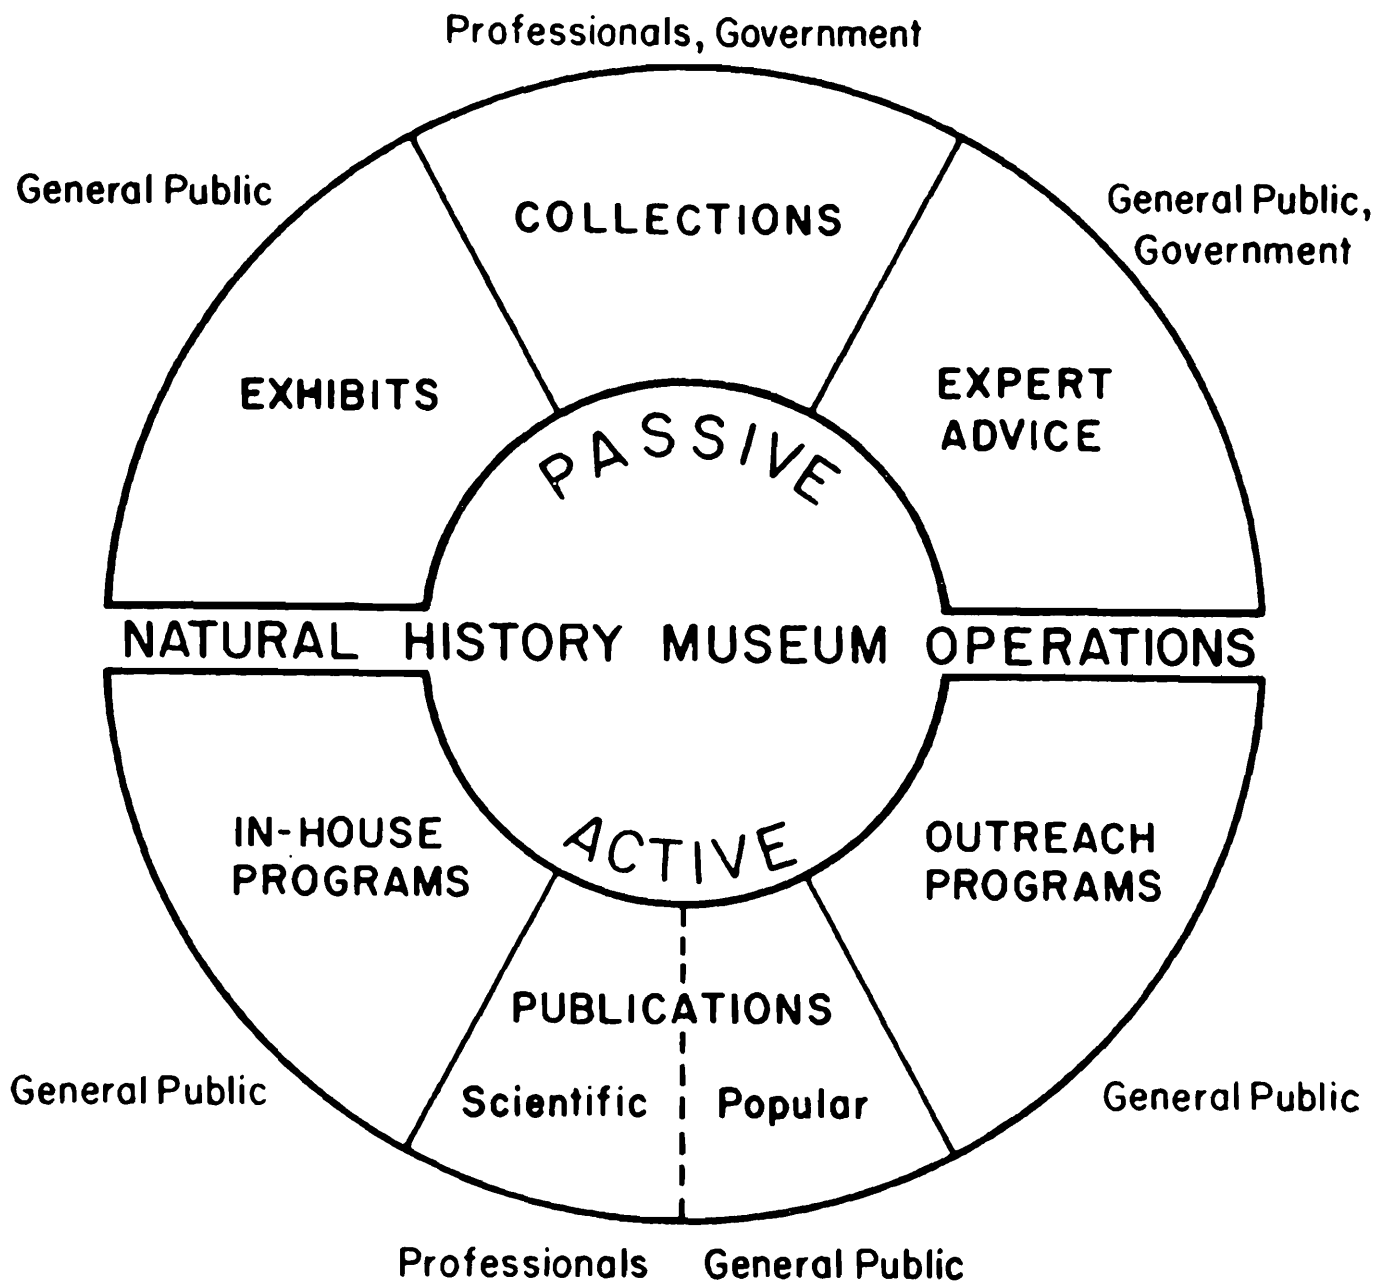 Professionals, Government
General Public
General Public,
Government
COLLECTIONS
EXHIBITS
EXPERT
ADVICE
PASSIVE
NATURAL HISTORY MUSEUM OPERATIONS
ACTIVE
IN-HOUSE
PROGRAMS
OUTREACH
PROGRAMS
PUBLICATIONS
Scientific
Popular
General Public
General Public
Professionals
General Public